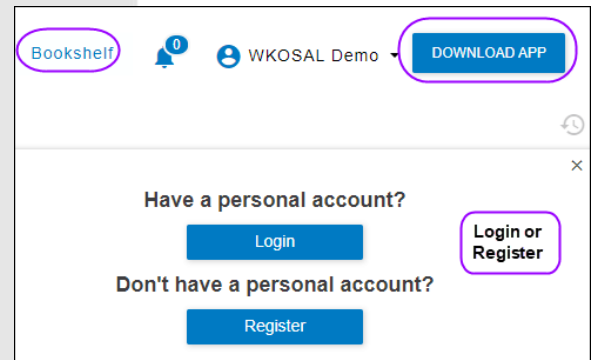 Bookshelf 0 WKOSAL Demo DOWNLOAD APP
Have a personal account?
Login
Login or
Register
Don't have a personal account?
Register